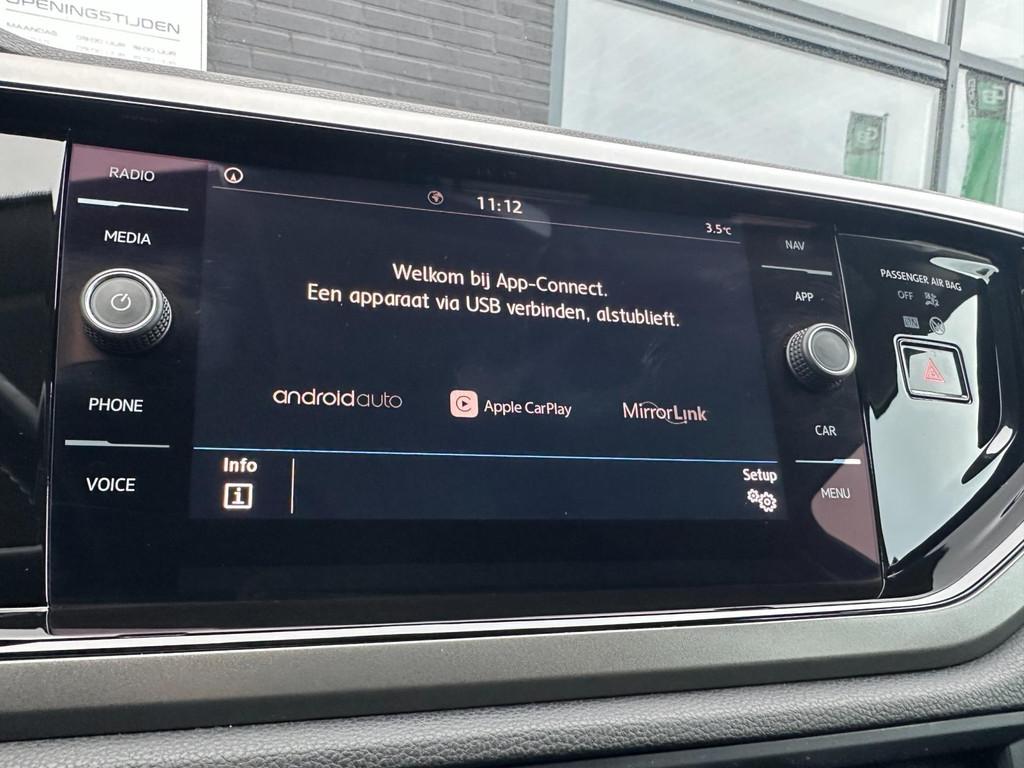 OPENINGSTIJDEN
MAANDAG
RADIO
MEDIA
PHONE
VOICE
11:12
3.5°C
Welkom bij App-Connect.
Een apparaat via USB verbinden, alstublieft.
androidauto
Apple CarPlay
MirrorLink
Info
Setup
NAV
APP
CAR
MENU
PASSENGER AIR BAG
OFF